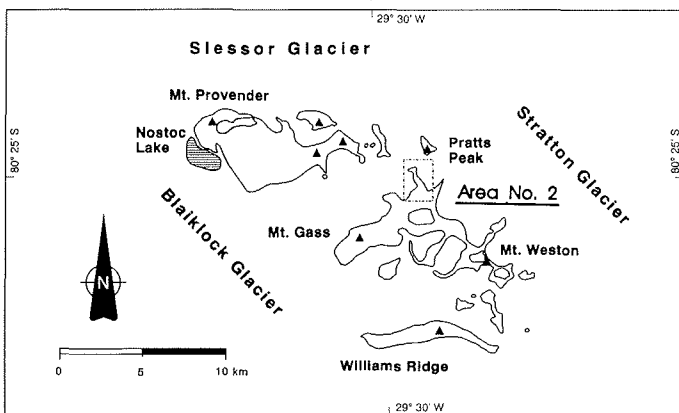 29° 30' W
Slessor Glacier
Mt. Provender
Nostoc
Lake
80° 25' S
Pratts
Peak
Stratton Glacier
80° 25' S
Area No. 2
Blaiklock Glacier
Mt. Gass
Mt. Weston
N
0 5 10 km
Williams Ridge
29° 30' W